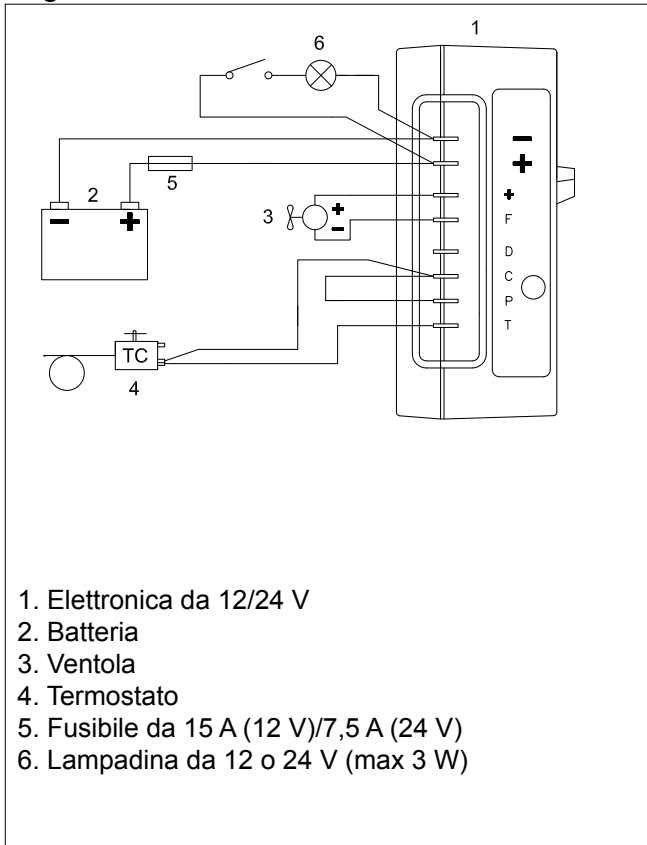 6
1
−
+
2
5
− +
+
3
+
−
F
D
C
P
T
TC
4
1. Elettronica da 12/24 V
2. Batteria
3. Ventola
4. Termostato
5. Fusibile da 15 A (12 V)/7,5 A (24 V)
6. Lampadina da 12 o 24 V (max 3 W)